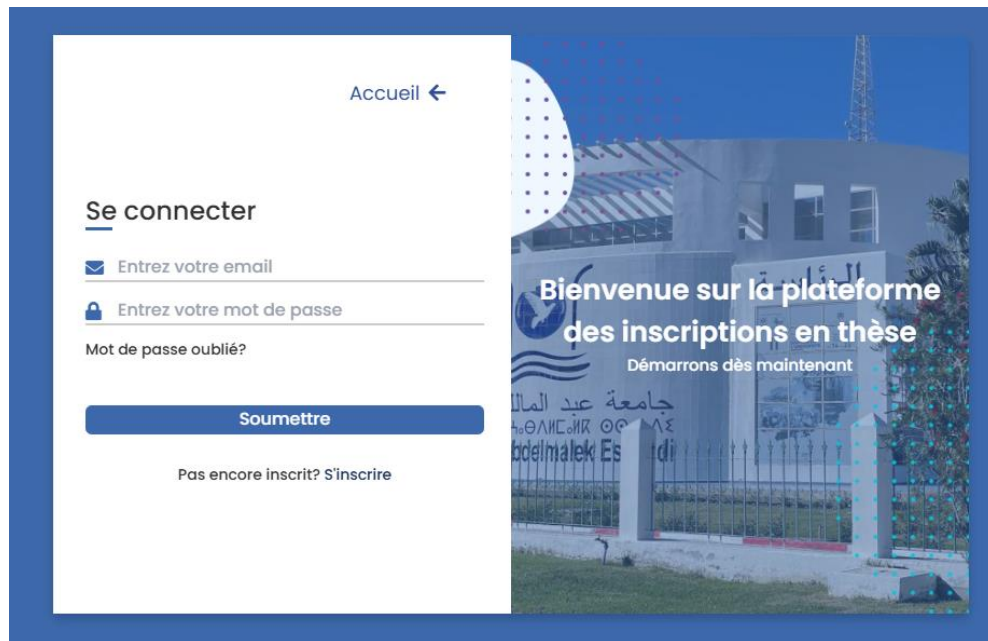 Accueil
Se connecter
Entrez votre email
Entrez votre mot de passe
Mot de passe oublié?
Soumettre
Pas encore inscrit? S'inscrire
Bienvenue sur la plateforme
des inscriptions en thèse
Démarrons dès maintenant
الرئاسة
جامعة عبد